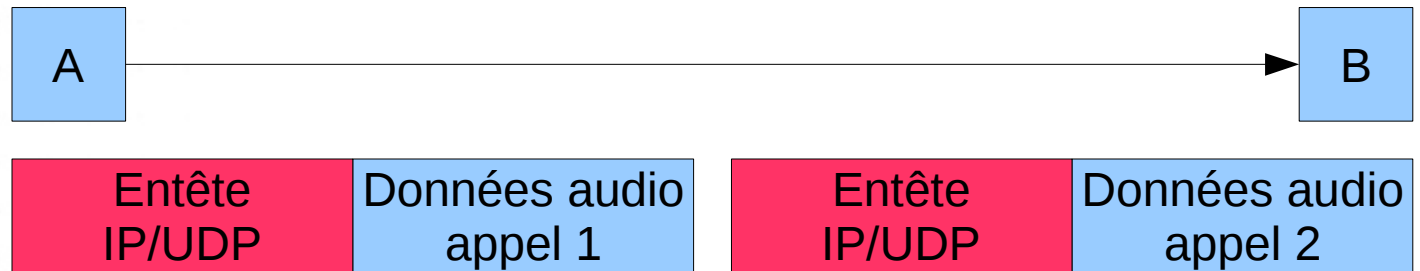 A
B
Entête
IP/UDP
Données audio
appel 1
Entête
IP/UDP
Données audio
appel 2